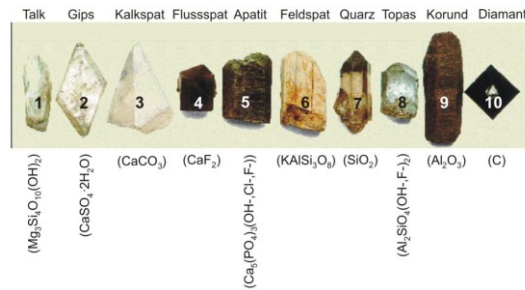 Talk Gips Kalkspat Flussspat Apatit Feldspat Quarz Topas Korund Diamant
1 2 3 4 5 6 7 8 9 10
(Mg₃Si₄O₁₀(OH)₂) (CaSO₄·2H₂O) (CaCO₃) (CaF₂) (Ca₅(PO₄)₃(OH-,Cl-,F-)) (KAlSi₃O₈) (SiO₂) (Al₂SiO₄(OH-,F-)₂) (Al₂O₃) (C)